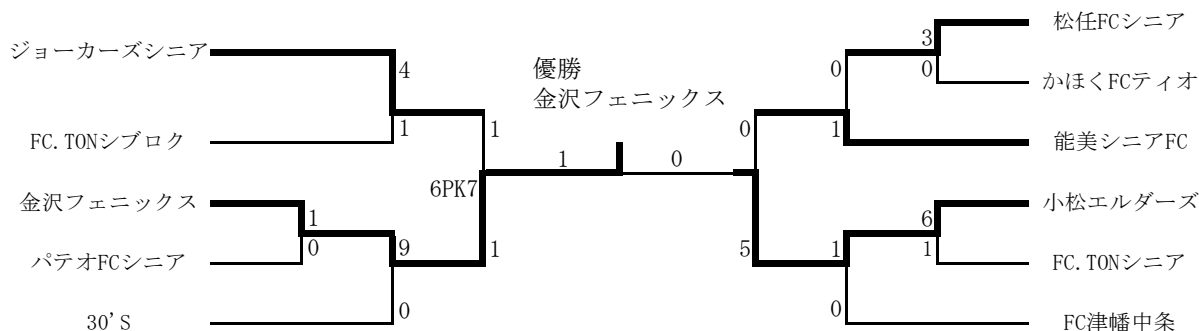 松任FCシニア
ジョーカーズシニア
3
4
優勝
0
0
かほくFCティオ
金沢フェニックス
FC.TONシブロク
1
1
0
1
能美シニアFC
1
0
6PK7
金沢フェニックス
1
6
小松エルダーズ
パテオFCシニア
0
9
1
5
1
1
FC.TONシニア
30'S
0
0
FC津幡中条